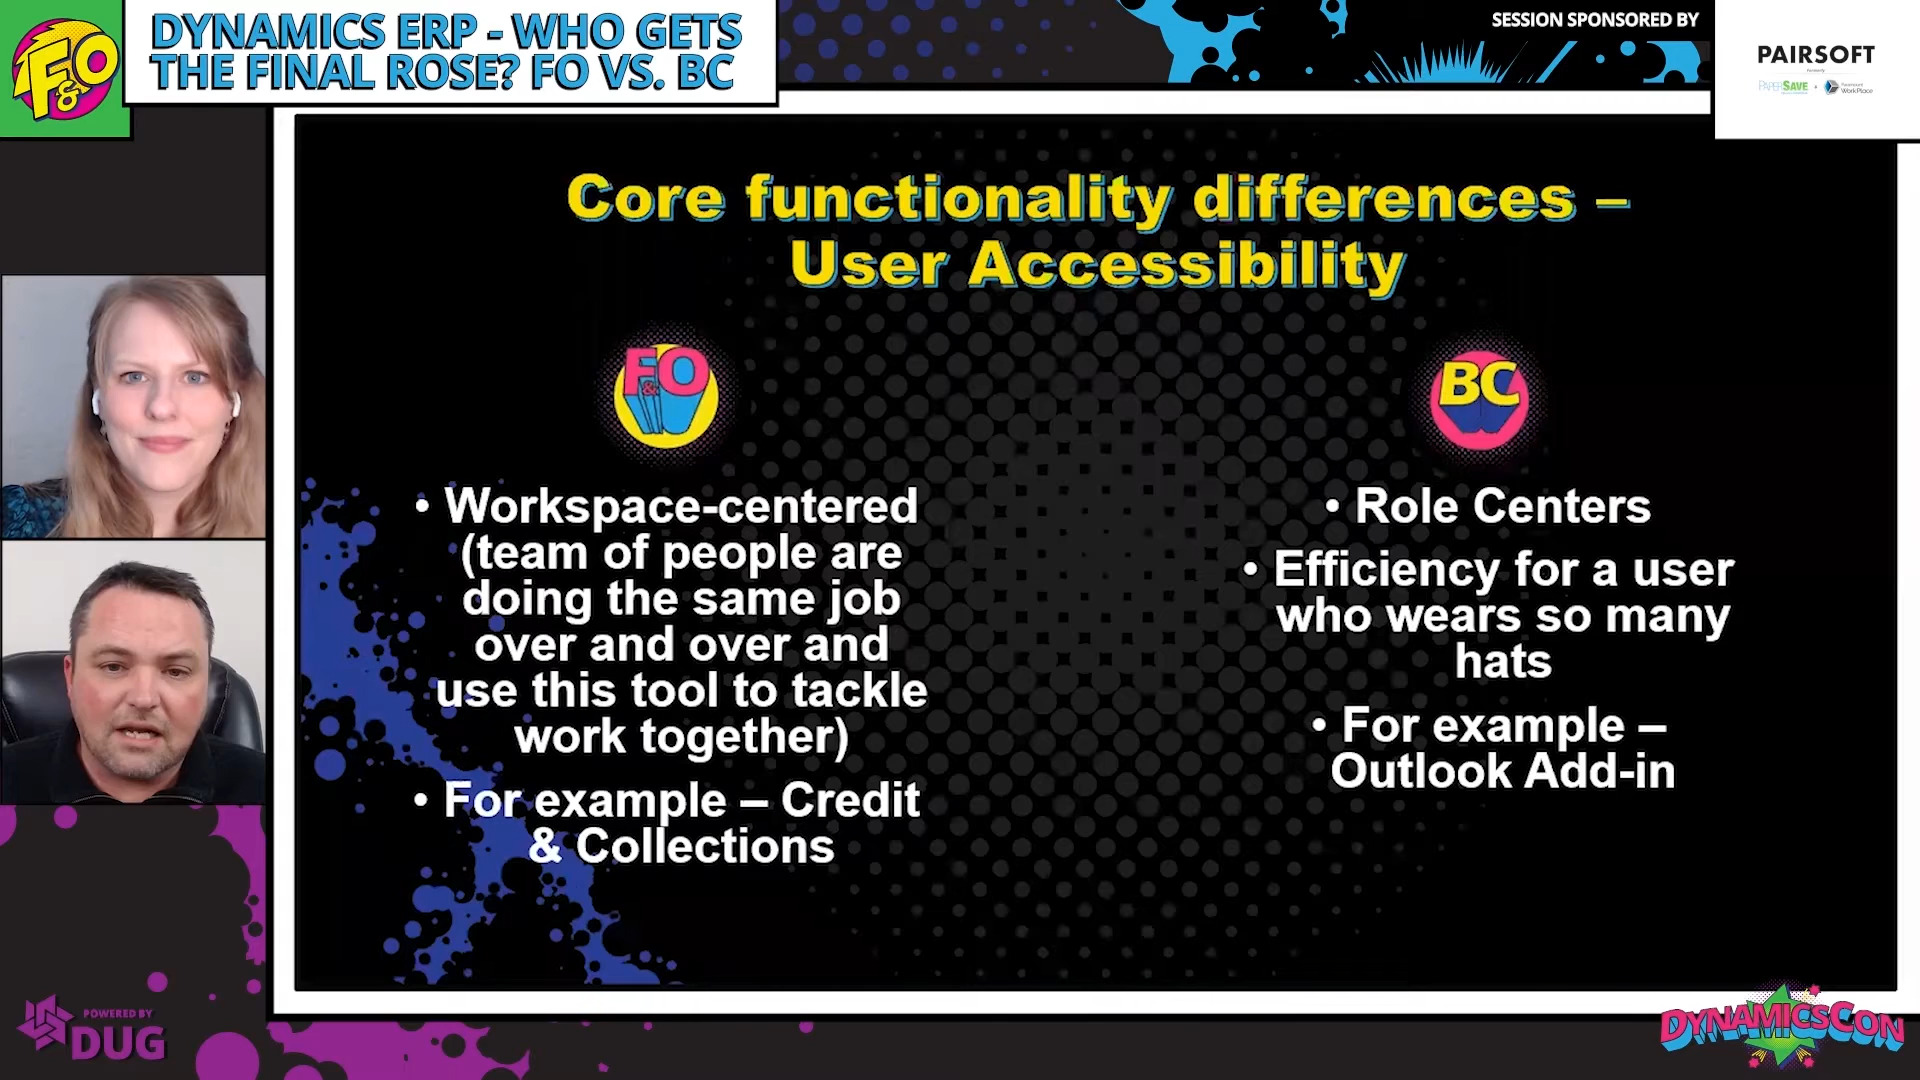 F&O
DYNAMICS ERP - WHO GETS
THE FINAL ROSE? FO VS. BC
SESSION SPONSORED BY
PAIRSOFT
PAPERSAVE
WorkPlace
Core functionality differences –
User Accessibility
F&O
BC
• Workspace-centered
(team of people are
doing the same job
over and over and
use this tool to tackle
work together)
• For example – Credit
& Collections
• Role Centers
• Efficiency for a user
who wears so many
hats
• For example –
Outlook Add-in
POWERED BY
DUG
DYNAMICSCON